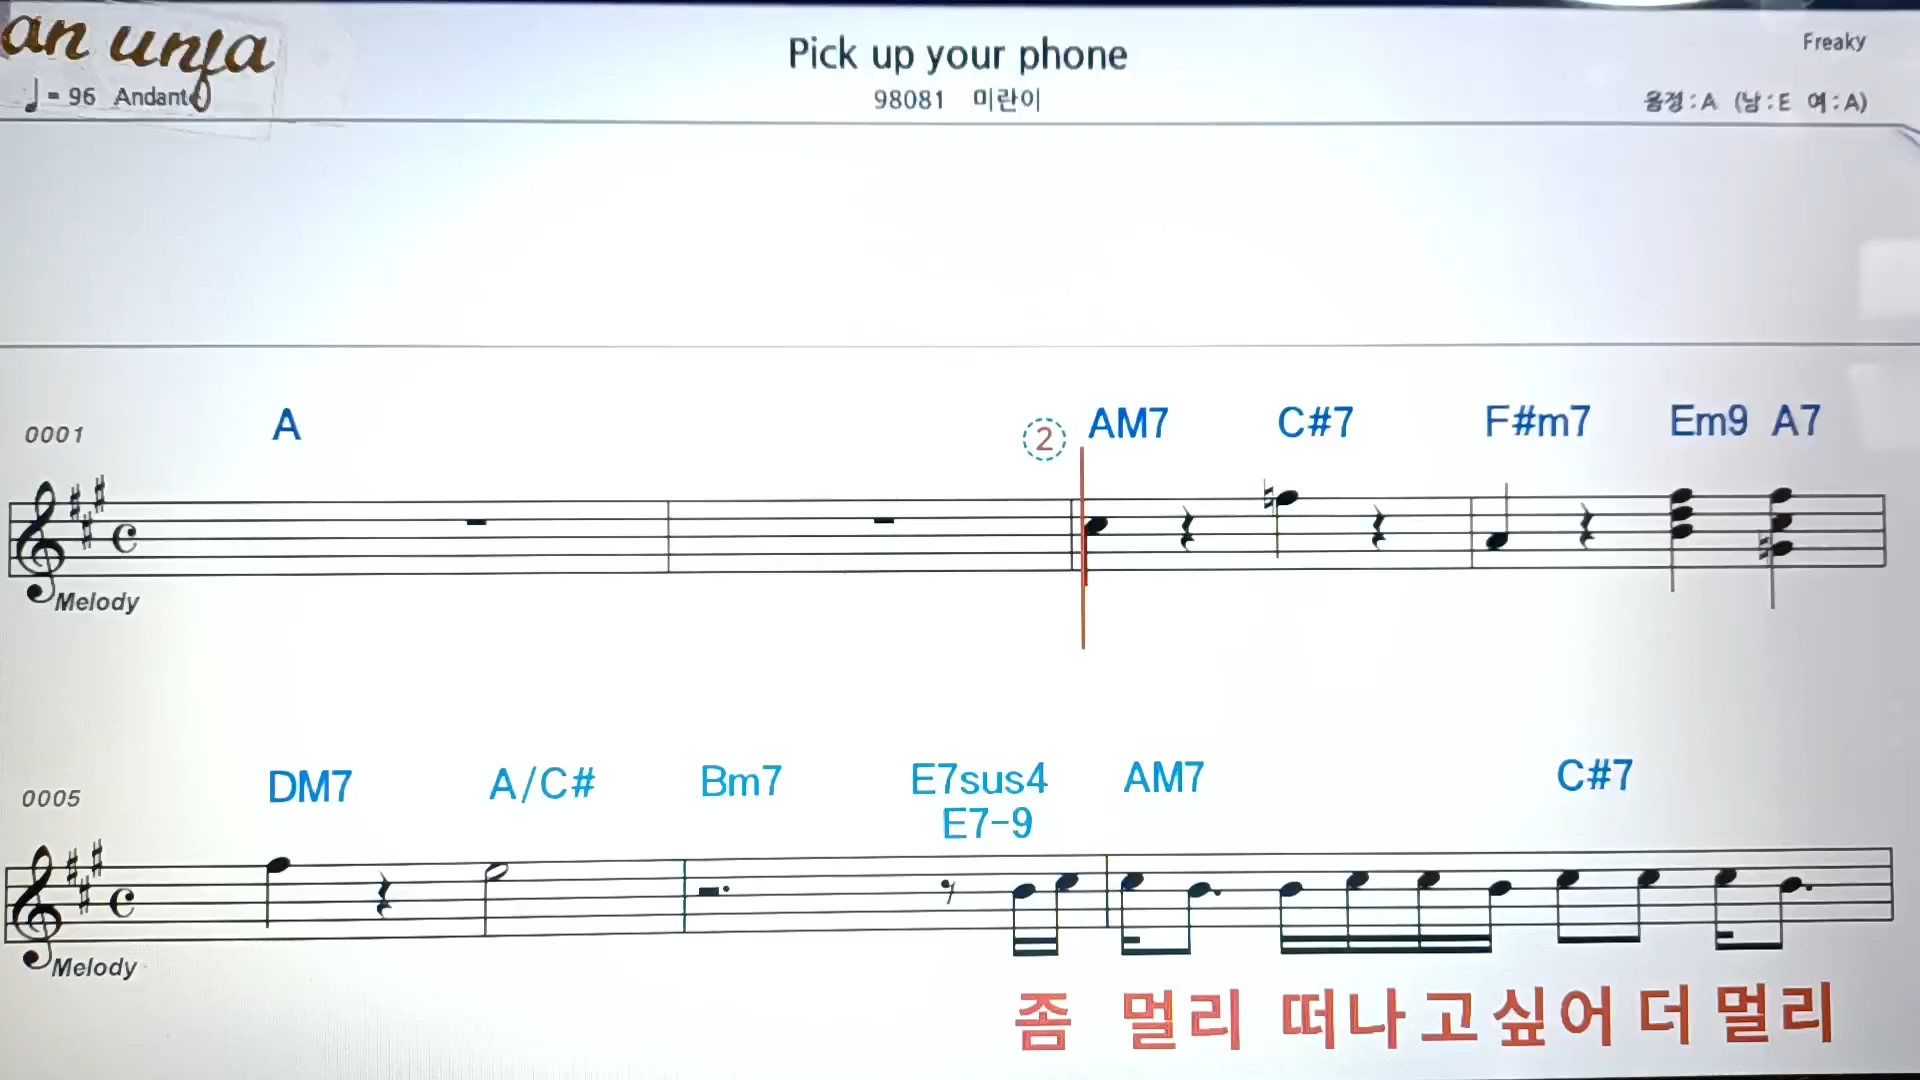 an unfa
Pick up your phone
Freaky
♩= 96 Andante
98081 미란이
음정:A (남:E 여:A)
0001 A ② AM7 C#7 F#m7 Em9 A7
Melody
0005 DM7 A/C# Bm7 E7sus4 AM7 C#7
E7-9
Melody
좀 멀리 떠나고싶어 더 멀리